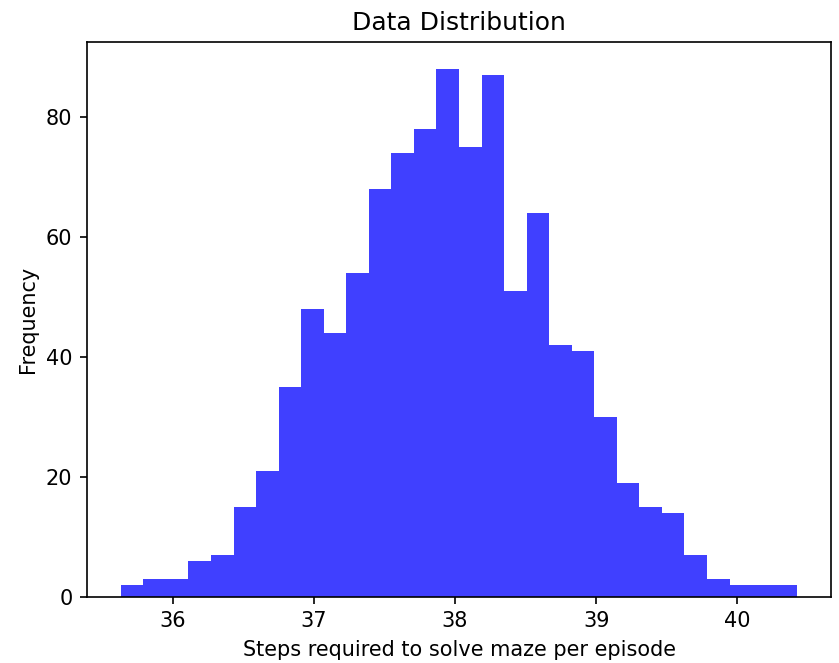 Data Distribution
80
60
40
20
0
Frequency
36 37 38 39 40
Steps required to solve maze per episode